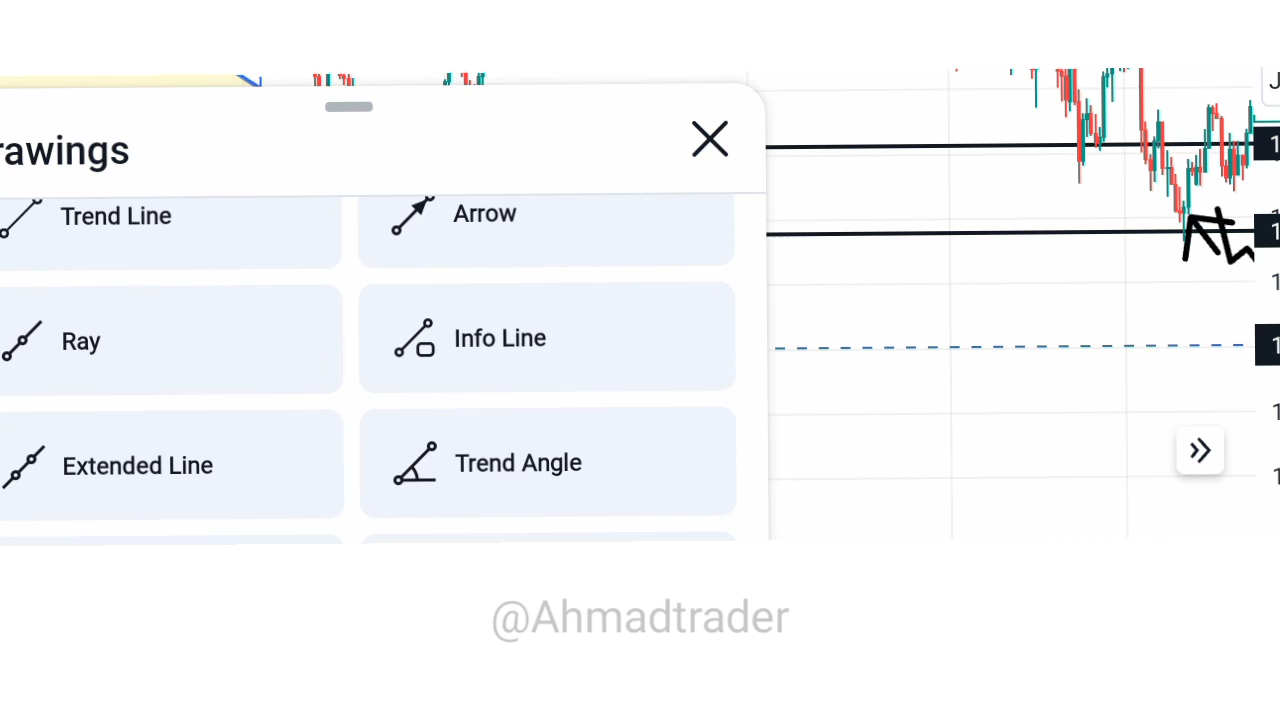 rawings
Trend Line
Arrow
Ray
Info Line
Extended Line
Trend Angle
@Ahmadtrader